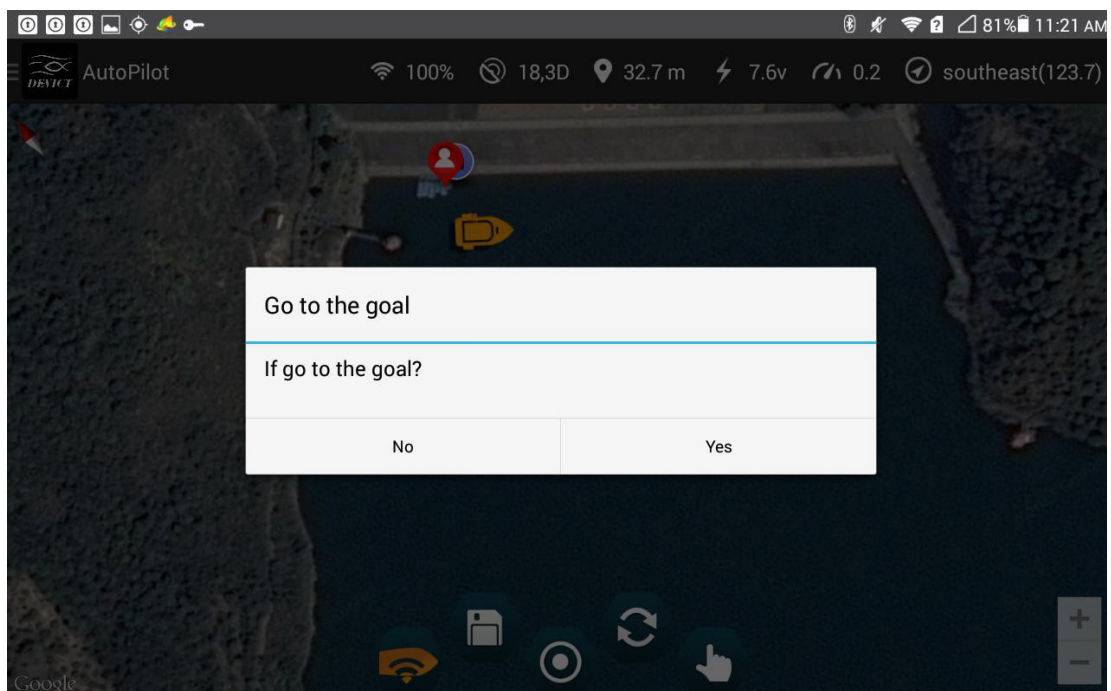 81% 11:21 AM
DEVICT AutoPilot 100% 18,3D 32.7 m 7.6v 0.2 southeast(123.7)
Go to the goal
If go to the goal?
No Yes
+
−
Google